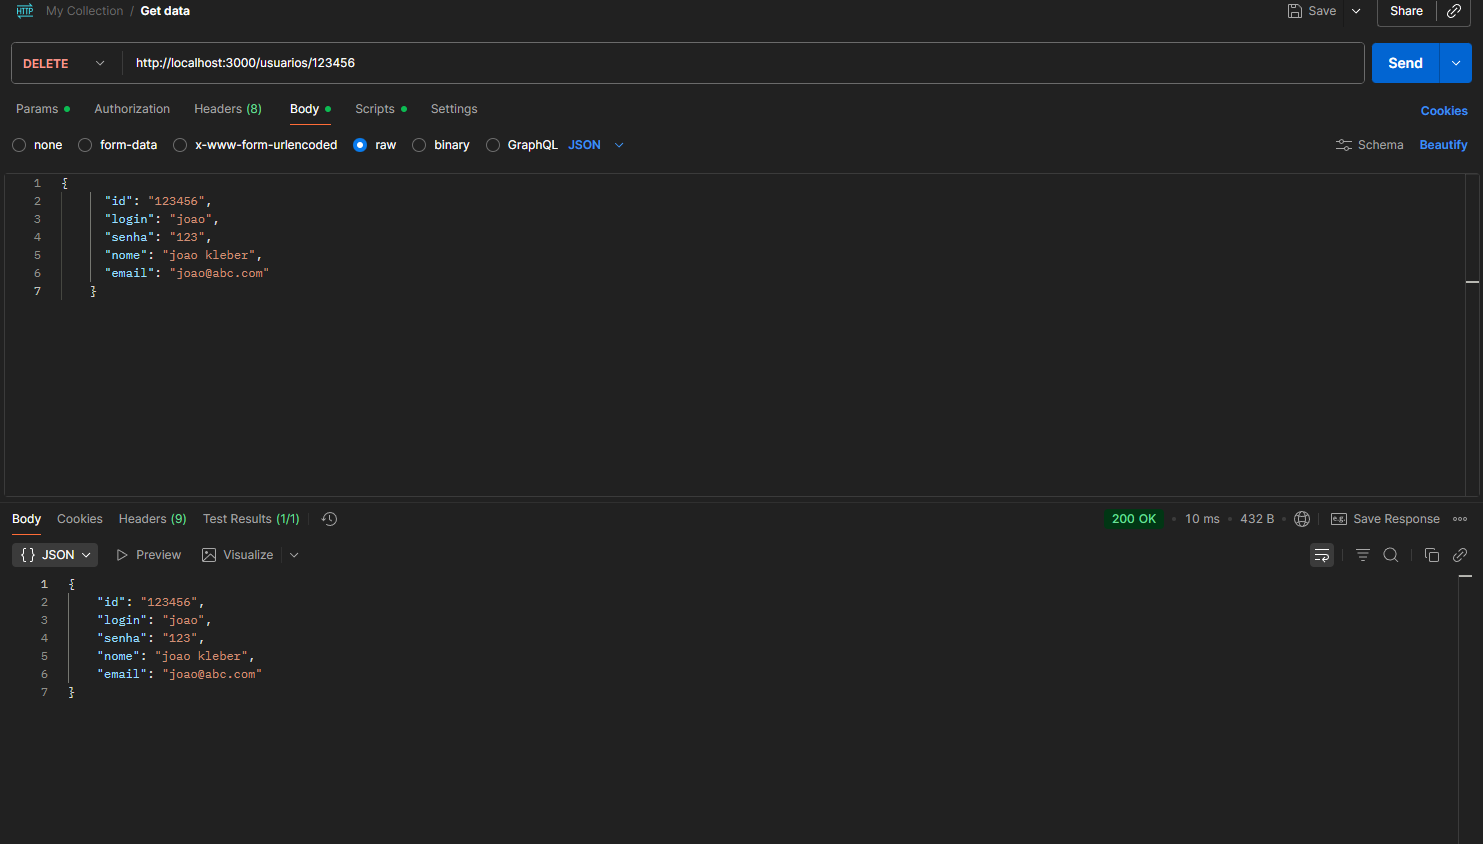 HTTP My Collection / Get data Save Share
DELETE http://localhost:3000/usuarios/123456 Send
Params Authorization Headers (8) Body Scripts Settings Cookies
none form-data x-www-form-urlencoded raw binary GraphQL JSON Schema Beautify
1 {
2 "id": "123456",
3 "login": "joao",
4 "senha": "123",
5 "nome": "joao kleber",
6 "email": "joao@abc.com"
7 }
Body Cookies Headers (9) Test Results (1/1) 200 OK 10 ms 432 B e.g. Save Response
{} JSON Preview Visualize
1 {
2 "id": "123456",
3 "login": "joao",
4 "senha": "123",
5 "nome": "joao kleber",
6 "email": "joao@abc.com"
7 }